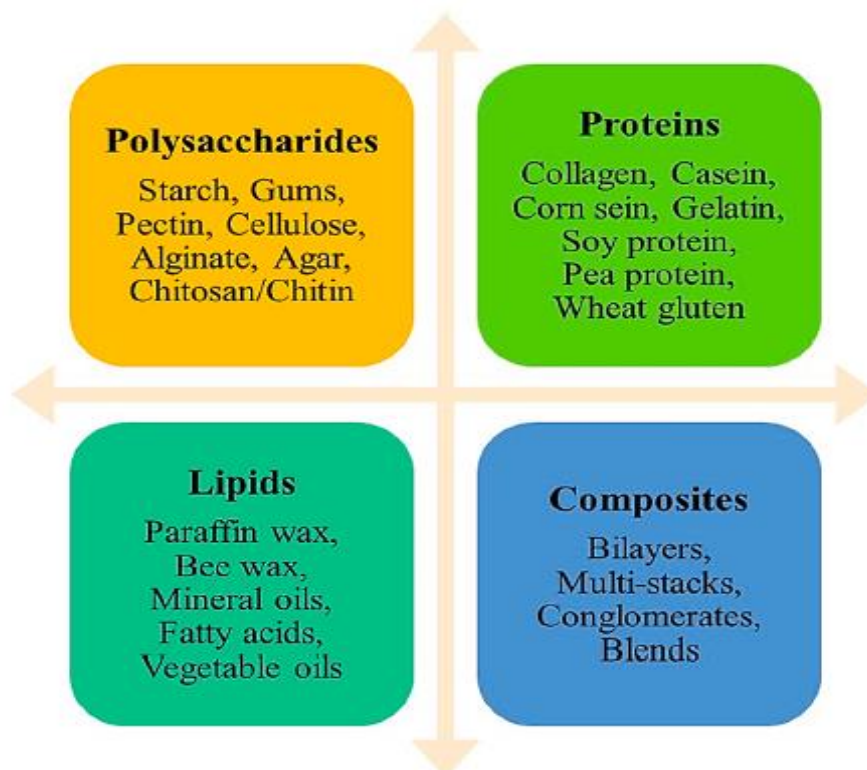 Polysaccharides
Starch, Gums,
Pectin, Cellulose,
Alginate, Agar,
Chitosan/Chitin
Proteins
Collagen, Casein,
Corn sein, Gelatin,
Soy protein,
Pea protein,
Wheat gluten
Lipids
Paraffin wax,
Bee wax,
Mineral oils,
Fatty acids,
Vegetable oils
Composites
Bilayers,
Multi-stacks,
Conglomerates,
Blends